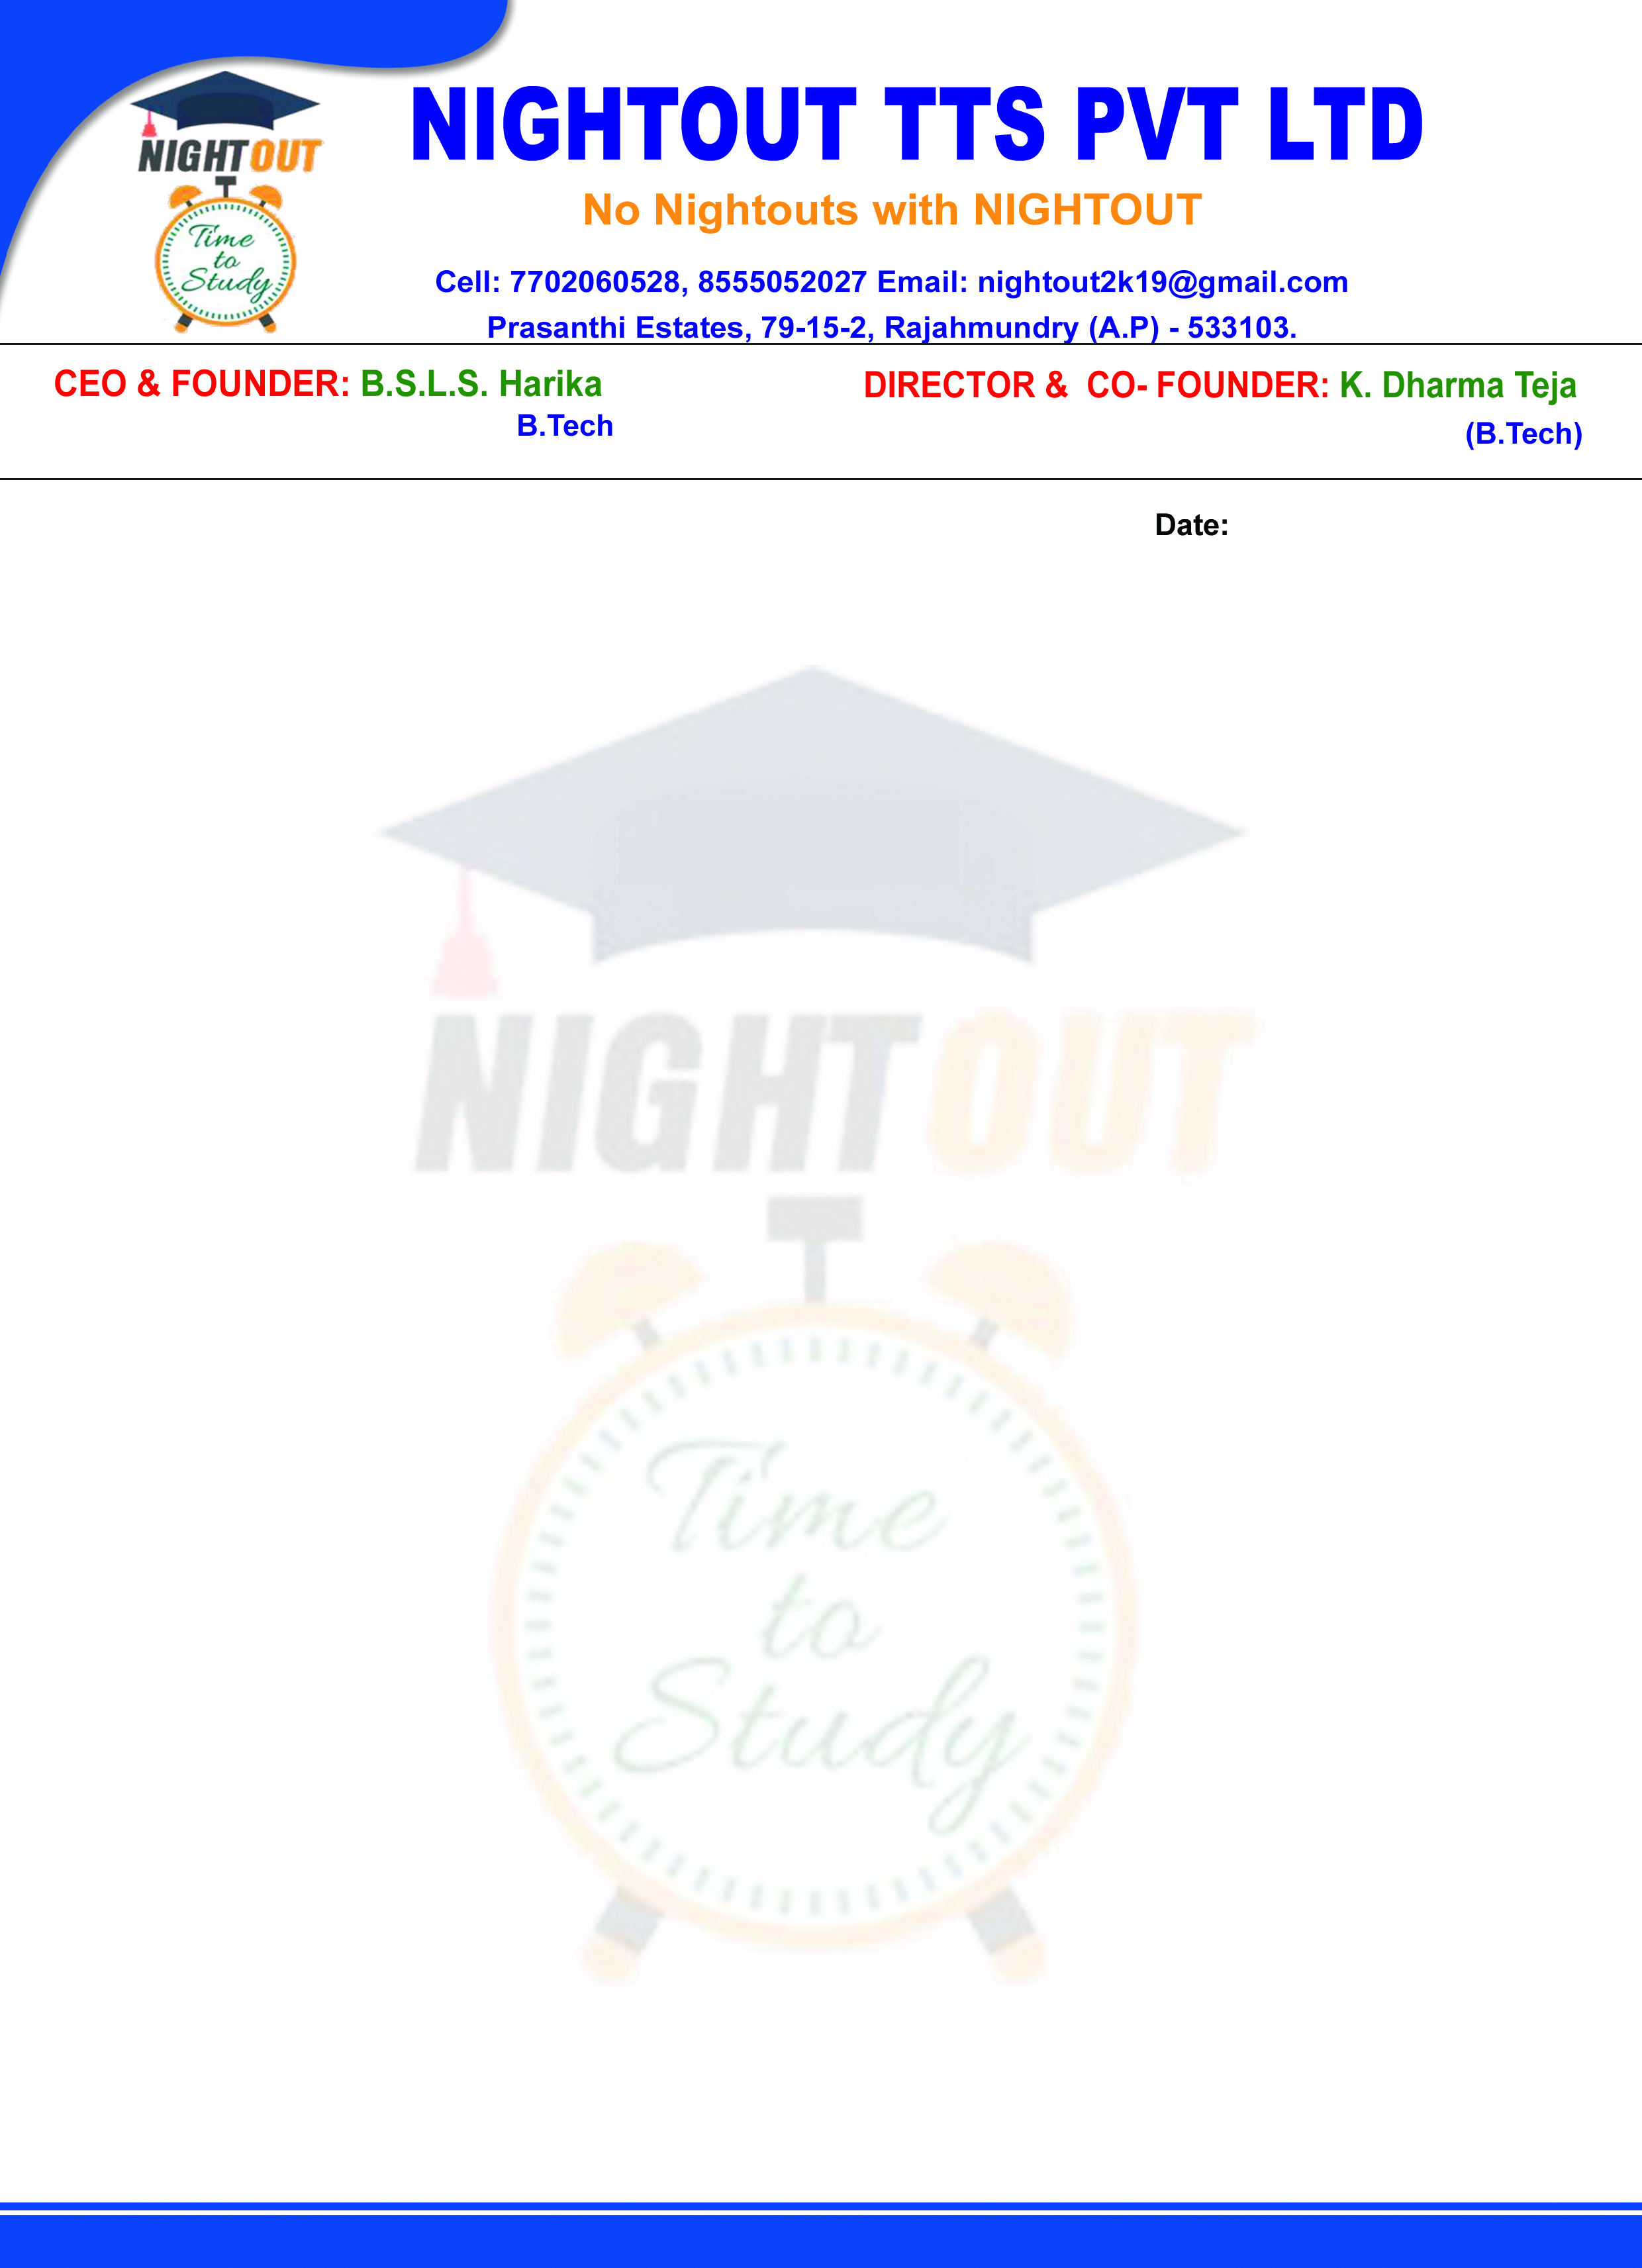 NIGHTOUT
Time
to
Study
NIGHTOUT TTS PVT LTD
No Nightouts with NIGHTOUT
Cell: 7702060528, 8555052027 Email: nightout2k19@gmail.com
Prasanthi Estates, 79-15-2, Rajahmundry (A.P) - 533103.
CEO & FOUNDER: B.S.L.S. Harika
B.Tech
DIRECTOR & CO- FOUNDER: K. Dharma Teja
(B.Tech)
Date:
NIGHTOUT
Time
to
Study